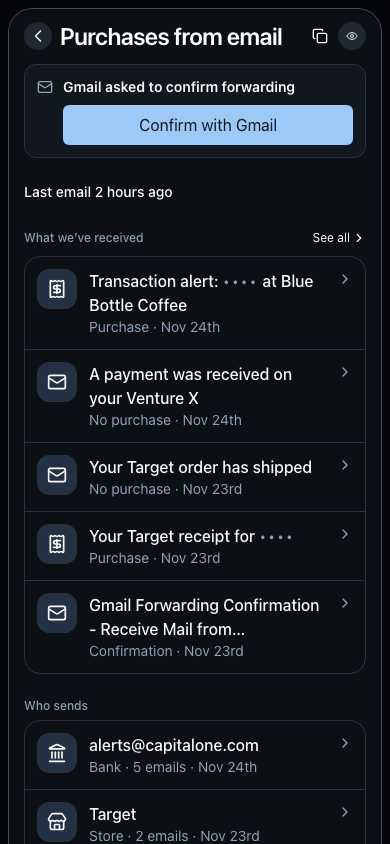 Purchases from email
Gmail asked to confirm forwarding
Confirm with Gmail
Last email 2 hours ago
What we've received
See all
Transaction alert: •••• at Blue
Bottle Coffee
Purchase · Nov 24th
A payment was received on
your Venture X
No purchase · Nov 24th
Your Target order has shipped
No purchase · Nov 23rd
Your Target receipt for ••••
Purchase · Nov 23rd
Gmail Forwarding Confirmation
- Receive Mail from...
Confirmation · Nov 23rd
Who sends
alerts@capitalone.com
Bank · 5 emails · Nov 24th
Target
Store · 2 emails · Nov 23rd